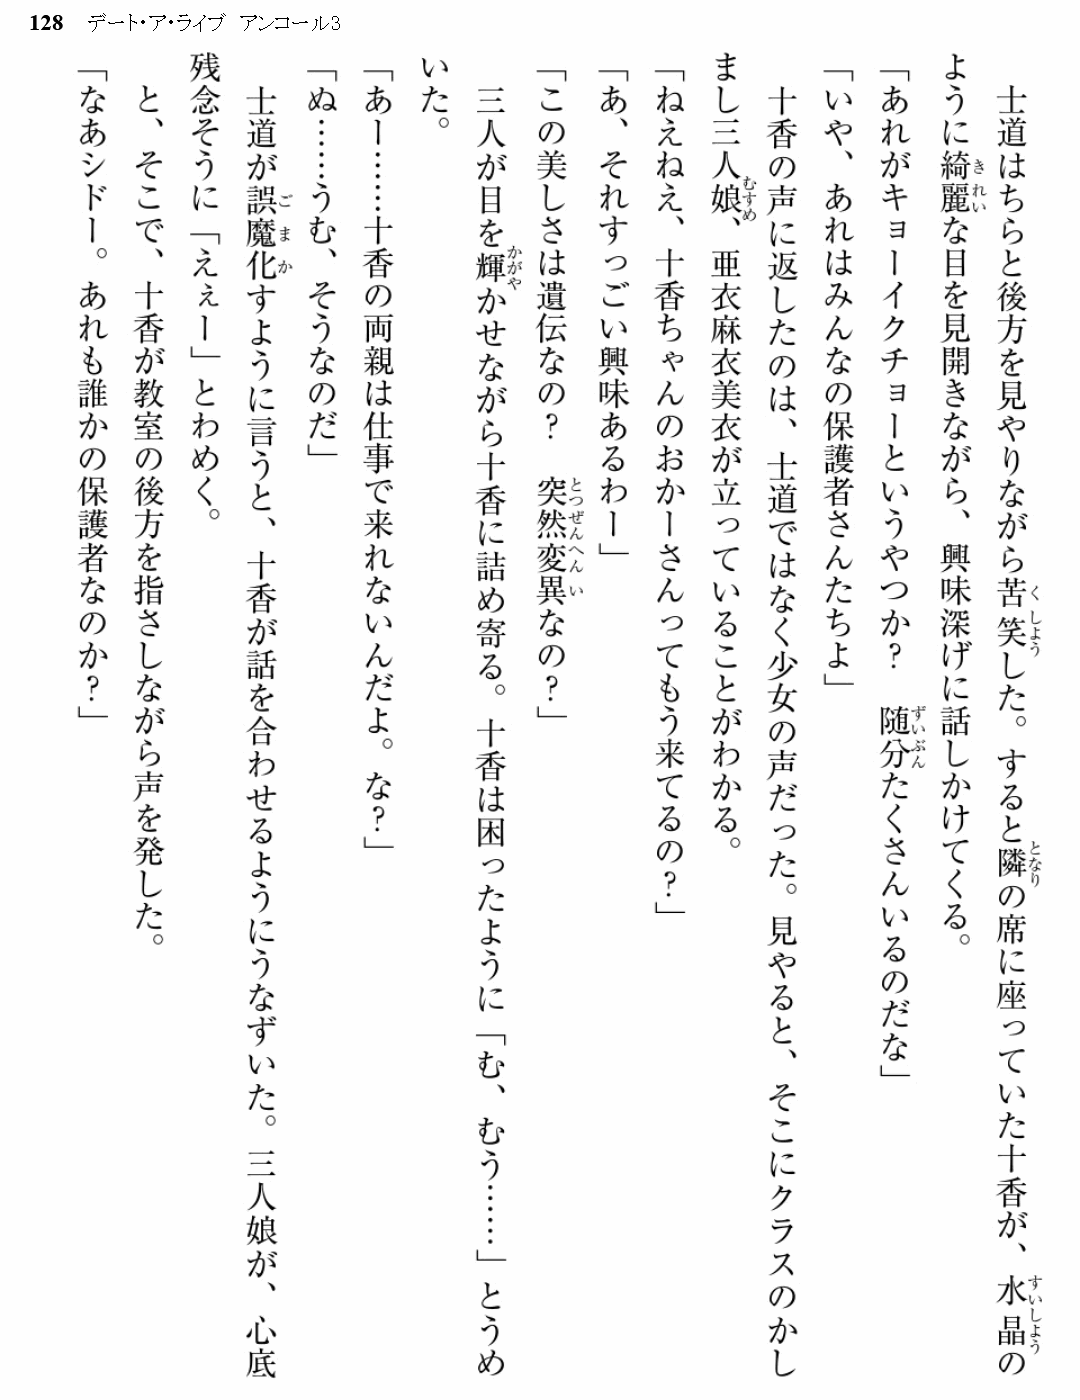 128 デート・ア・ライブ アンコール3
　士道はちらと後方を見やりながら苦笑した。すると隣の席に座っていた十香が、水晶の
ように綺麗な目を見開きながら、興味深げに話しかけてくる。
「あれがキョーイクチョーというやつか？　随分たくさんいるのだな」
「いや、あれはみんなの保護者さんたちよ」
　十香の声に返したのは、士道ではなく少女の声だった。見やると、そこにクラスのかし
まし三人娘、亜衣麻衣美衣が立っていることがわかる。
「ねえねえ、十香ちゃんのおかーさんってもう来てるの？」
「あ、それすっごい興味あるわー」
「この美しさは遺伝なの？　突然変異なの？」
　三人が目を輝かせながら十香に詰め寄る。十香は困ったように「む、むう……」とうめ
いた。
「あー……十香の両親は仕事で来れないんだよ。な？」
「ぬ……うむ、そうなのだ」
　士道が誤魔化すように言うと、十香が話を合わせるようにうなずいた。三人娘が、心底
残念そうに「えぇー」とわめく。
　と、そこで、十香が教室の後方を指さしながら声を発した。
「なあシドー。あれも誰かの保護者なのか？」